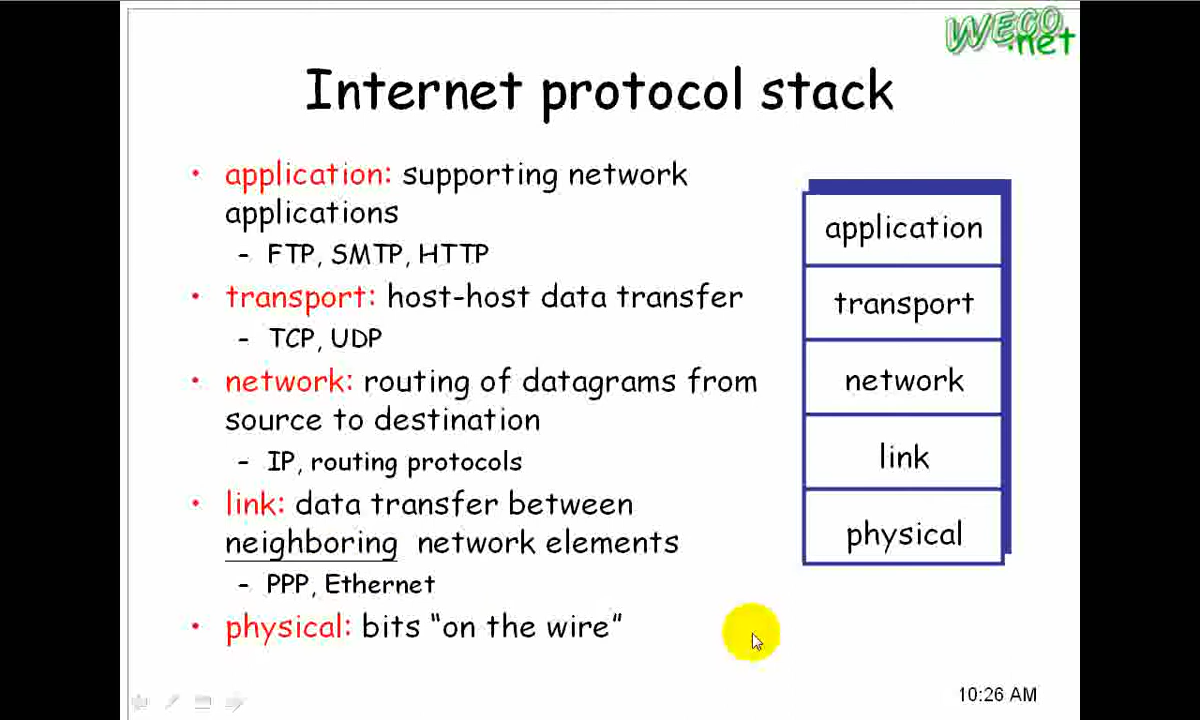 WECO
.net
Internet protocol stack
• application: supporting network
applications
- FTP, SMTP, HTTP
• transport: host-host data transfer
- TCP, UDP
• network: routing of datagrams from
source to destination
- IP, routing protocols
• link: data transfer between
neighboring network elements
- PPP, Ethernet
• physical: bits “on the wire”
application
transport
network
link
physical
10:26 AM